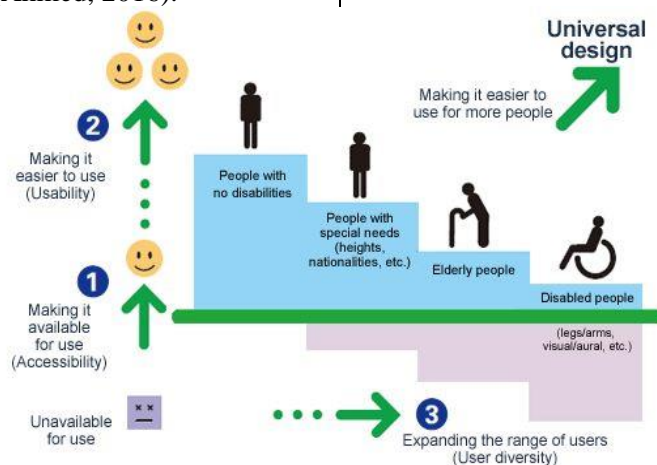 2016).
Universal
design
Making it easier to
use for more people
2
Making it
easier to use
(Usability)
People with
no disabilities
People with
special needs
(heights,
nationalities, etc.)
Elderly people
Disabled people
(legs/arms,
visual/aural, etc.)
1
Making it
available
for use
(Accessibility)
Unavailable
for use
3
Expanding the range of users
(User diversity)